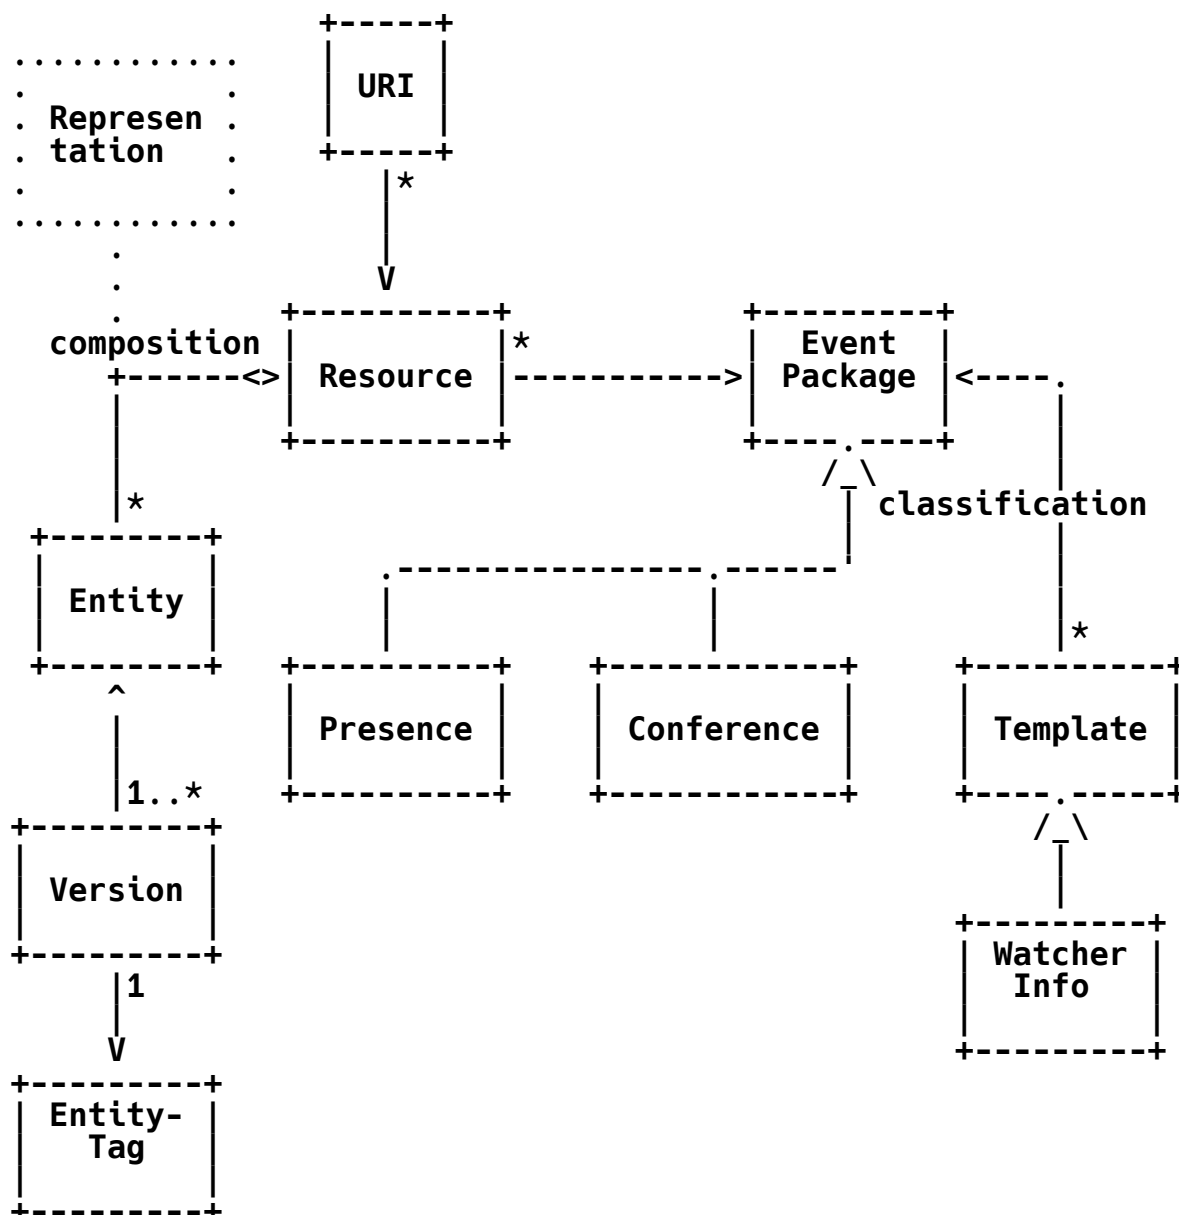 URI
Represen
tation
*
composition
*
Resource
Event
Package
*
classification
Entity
*
Presence
Conference
Template
1..*
Version
Watcher
Info
1
Entity-
Tag